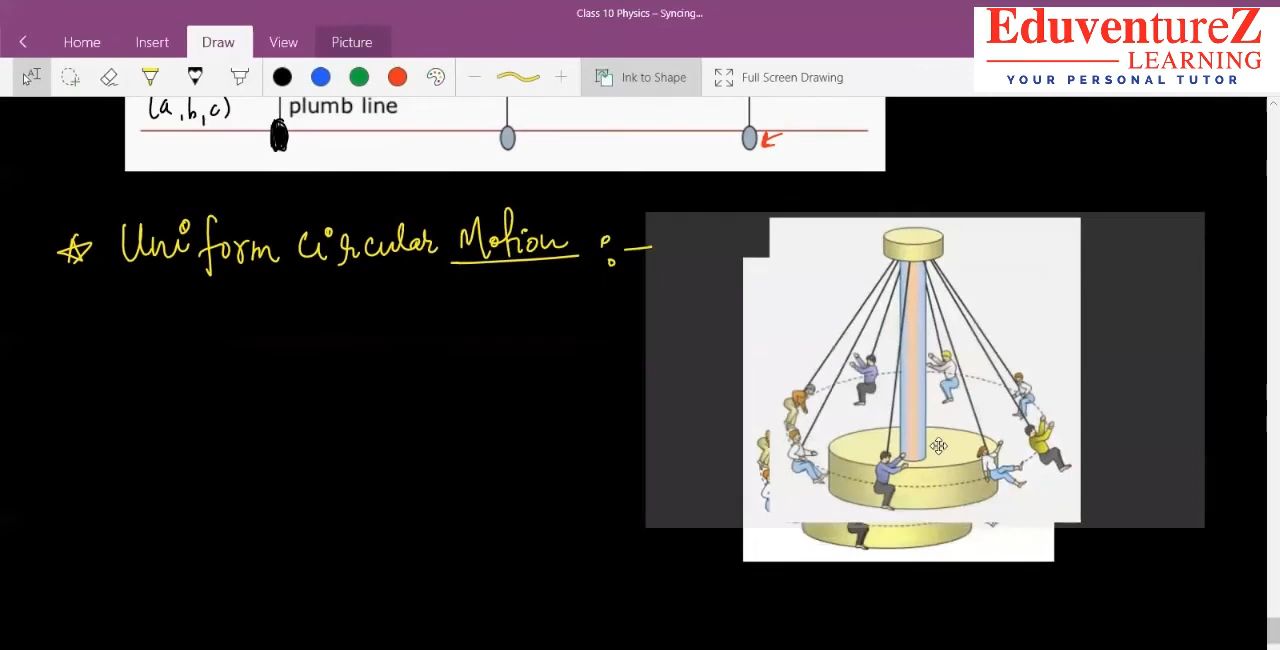 Class 10 Physics – Syncing...
EduventureZ
LEARNING
YOUR PERSONAL TUTOR
Home Insert Draw View Picture
Ink to Shape Full Screen Drawing
(a,b,c) plumb line
Uniform Circular Motion :-